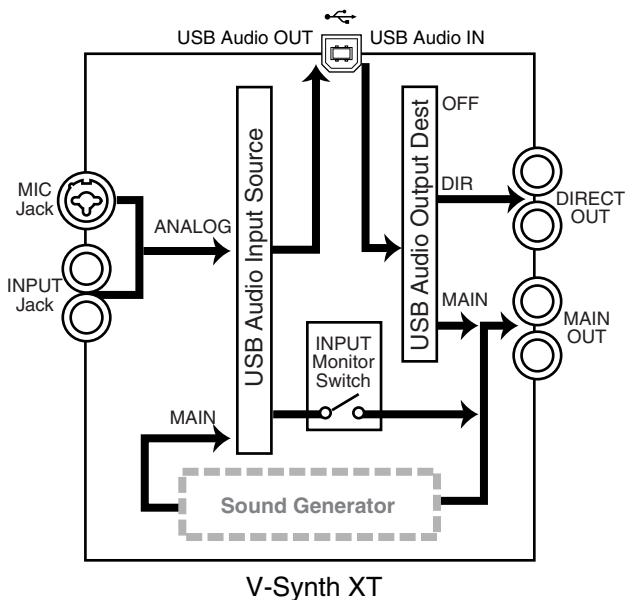 USB Audio OUT
USB Audio IN
MIC
Jack
INPUT
Jack
ANALOG
MAIN
USB Audio Input Source
INPUT
Monitor
Switch
USB Audio Output Dest
OFF
DIR
MAIN
DIRECT
OUT
MAIN
OUT
Sound Generator
V-Synth XT